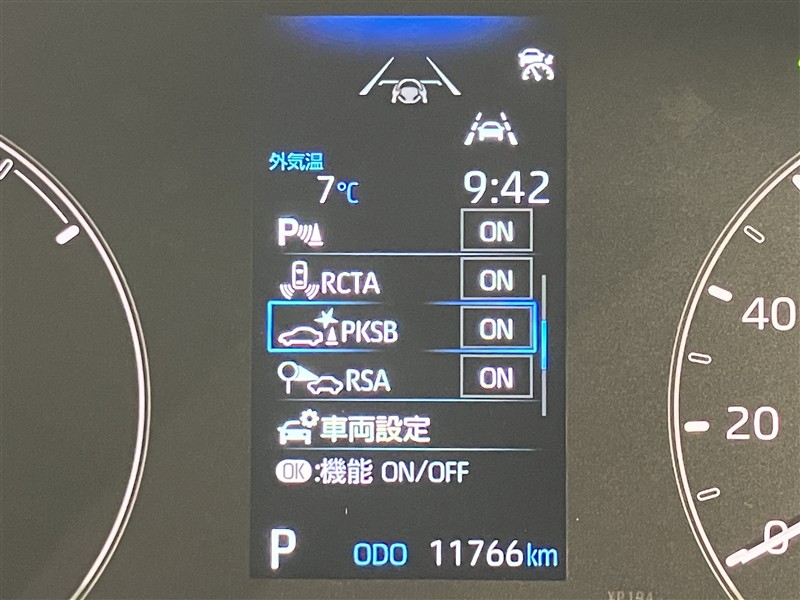 外気温
7℃ 9:42
P ON
RCTA ON
PKSB ON
RSA ON
車両設定
OK:機能 ON/OFF
P ODO 11766km
40
20
0